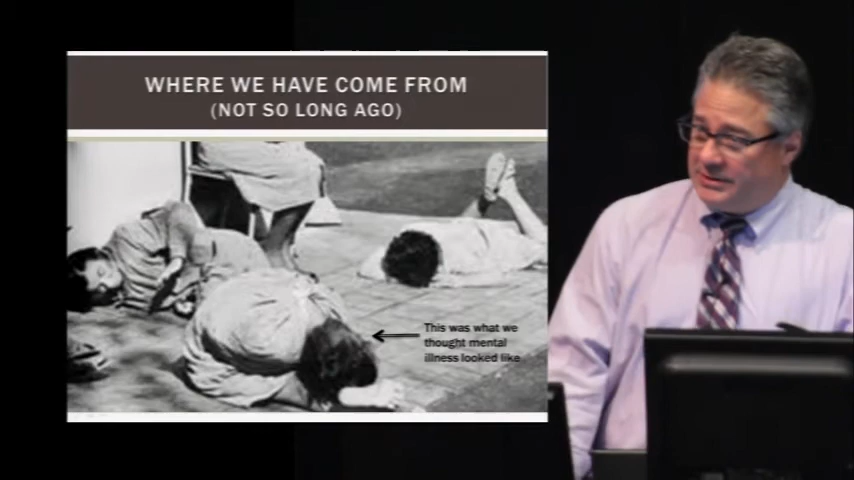 WHERE WE HAVE COME FROM
(NOT SO LONG AGO)
This was what we
thought mental
illness looked like